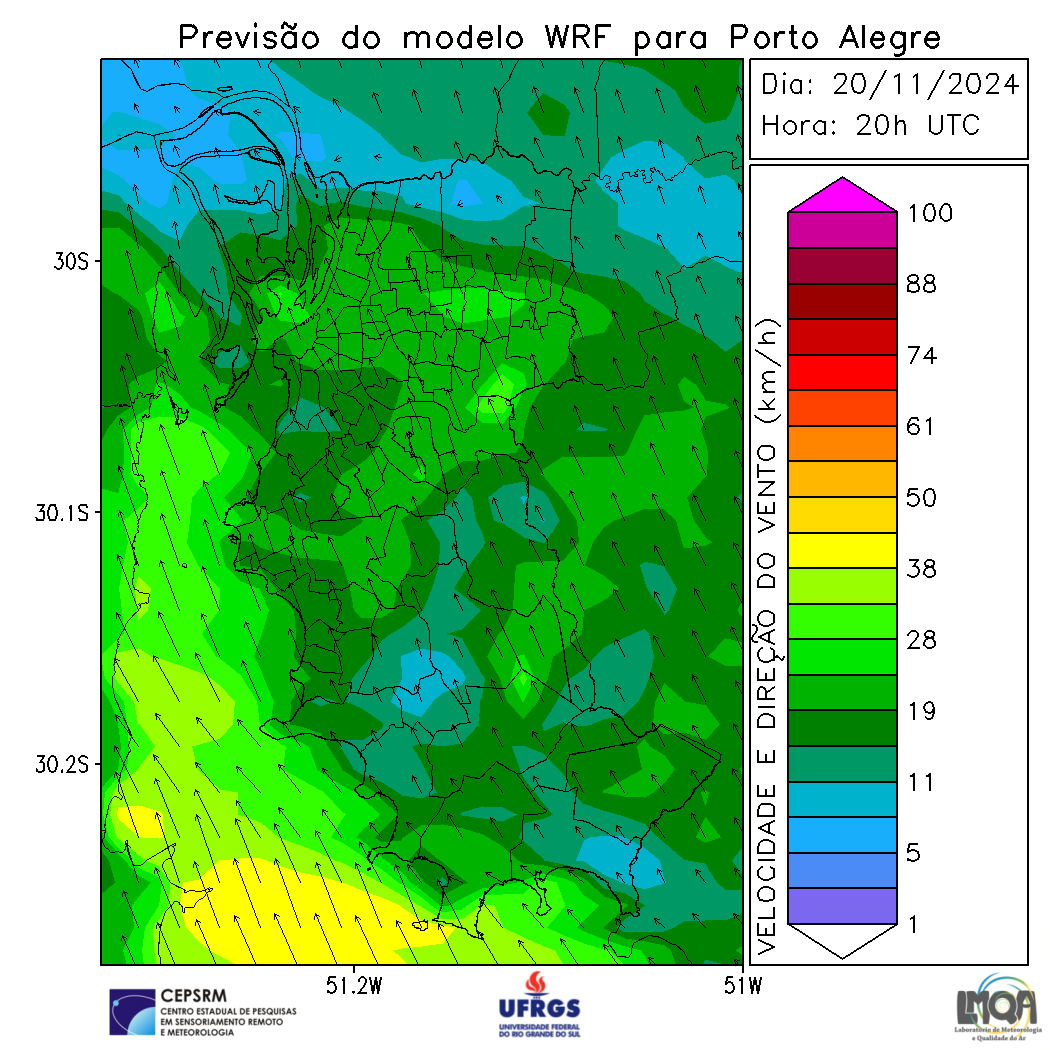 Previsão do modelo WRF para Porto Alegre
Dia: 20/11/2024
Hora: 20h UTC
30S
30.1S
30.2S
51.2W
51W
VELOCIDADE E DIREÇÃO DO VENTO (km/h)
100
88
74
61
50
38
28
19
11
5
1
CEPSRM
CENTRO ESTADUAL DE PESQUISAS
EM SENSORIAMENTO REMOTO
E METEOROLOGIA
UFRGS
UNIVERSIDADE FEDERAL
DO RIO GRANDE DO SUL
LMQA
Laboratório de Meteorologia
e Qualidade do Ar